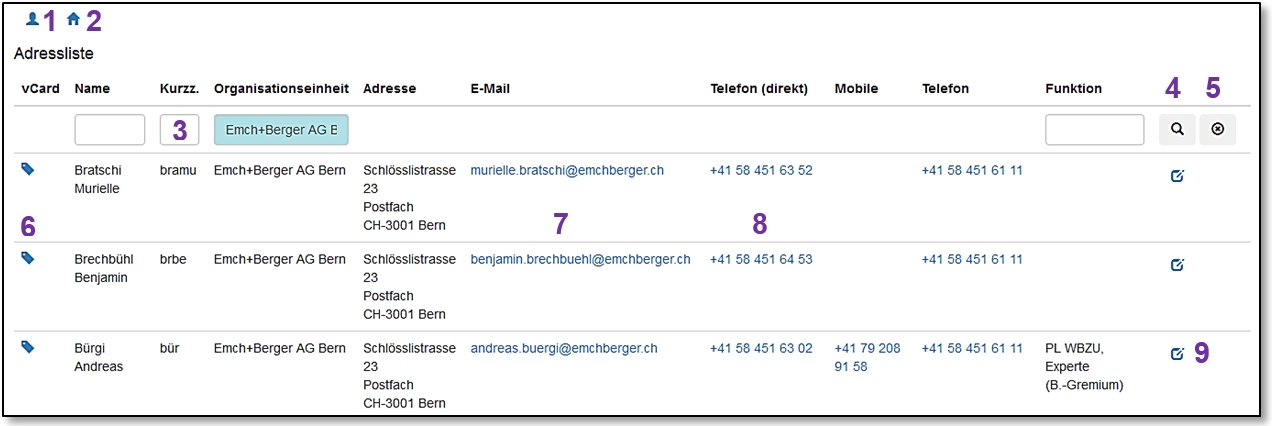 1 2
Adressliste
vCard Name Kurzz. Organisationseinheit Adresse E-Mail Telefon (direkt) Mobile Telefon Funktion 4 5
3 Emch+Berger AG B
Bratschi bramu Emch+Berger AG Bern Schlösslistrasse murielle.bratschi@emchberger.ch +41 58 451 63 52 +41 58 451 61 11
Murielle 23
Postfach
6 CH-3001 Bern 7 8
Brechbühl brbe Emch+Berger AG Bern Schlösslistrasse benjamin.brechbuehl@emchberger.ch +41 58 451 64 53 +41 58 451 61 11
Benjamin 23
Postfach
CH-3001 Bern
Bürgi bür Emch+Berger AG Bern Schlösslistrasse andreas.buergi@emchberger.ch +41 58 451 63 02 +41 79 208 +41 58 451 61 11 PL WBZU, 9
Andreas 23 91 58 Experte
Postfach (B.-Gremium)
CH-3001 Bern